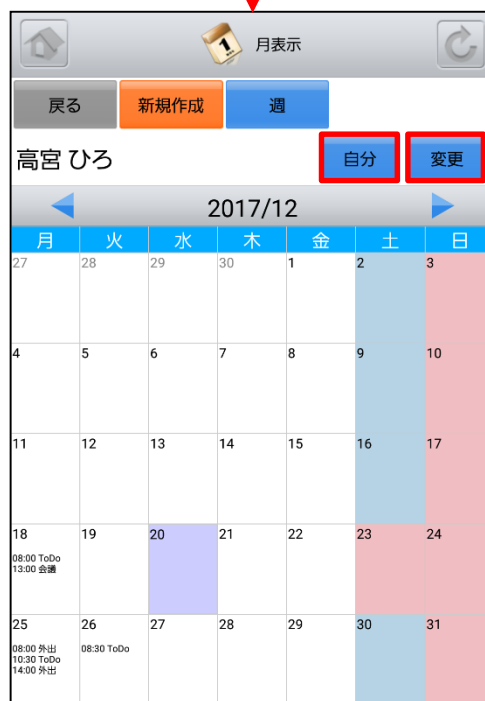 1 月表示
戻る 新規作成 週
高宮 ひろ 自分 変更
2017/12
月 火 水 木 金 土 日
27 28 29 30 1 2 3
4 5 6 7 8 9 10
11 12 13 14 15 16 17
18 19 20 21 22 23 24
08:00 ToDo
13:00 会議
25 26 27 28 29 30 31
08:00 外出 08:30 ToDo
10:30 ToDo
14:00 外出